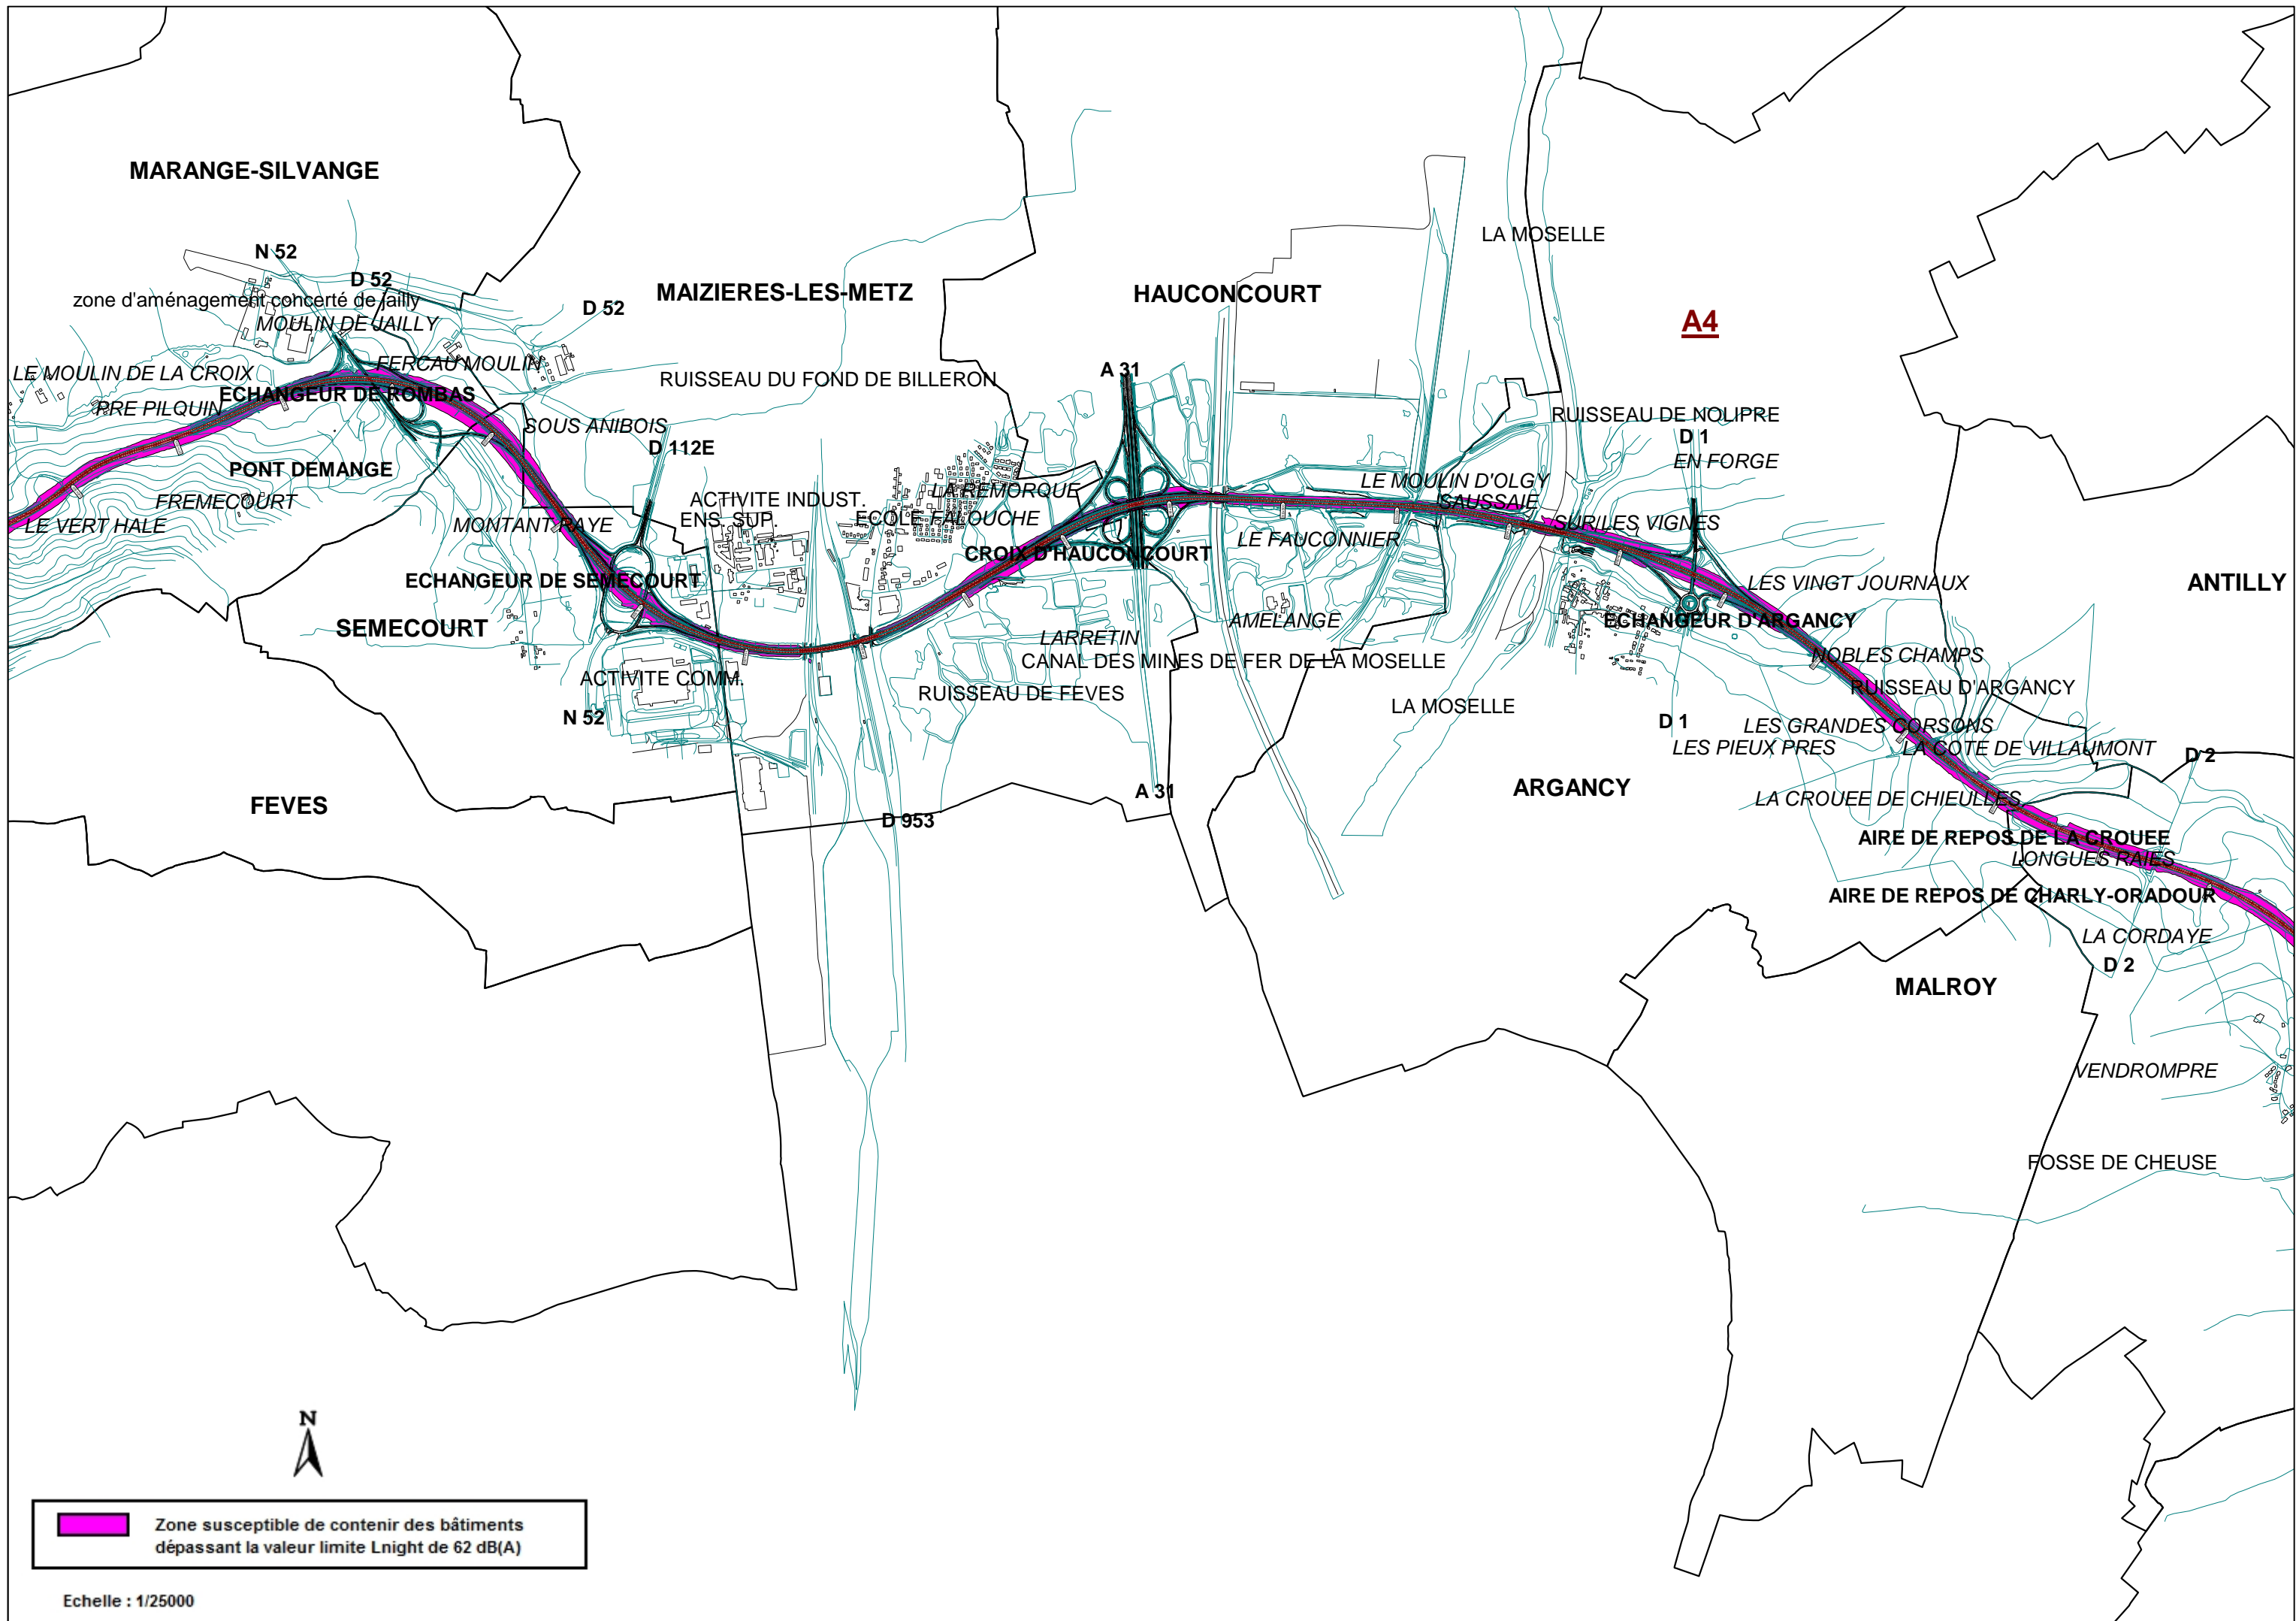 MARANGE-SILVANGE
LA MOSELLE
N 52
D 52
zone d'aménagement concerté de jailly
MAIZIERES-LES-METZ
HAUCONCOURT
D 52
MOULIN DE JAILLY
A4
FERCAU MOULIN
LE MOULIN DE LA CROIX
RUISSEAU DU FOND DE BILLERON
A 31
ECHANGEUR DE ROMBAS
PRE PILQUIN
RUISSEAU DE NOLIPRE
SOUS ANIBOIS
D 1
D 112E
EN FORGE
PONT DEMANGE
LE MOULIN D'OLGY
FREMECOURT
ACTIVITE INDUST.
LA REMORQUE
SAUSSAIE
LE VERT HALE
MONTANT RAYE
ENS. SUP.
ECOLE
FALOUCHE
SUR LES VIGNES
LE FAUCONNIER
CROIX D'HAUCONCOURT
ECHANGEUR DE SEMECOURT
LES VINGT JOURNAUX
ANTILLY
SEMECOURT
AMELANGE
ECHANGEUR D'ARGANCY
LARRETIN
CANAL DES MINES DE FER DE LA MOSELLE
NOBLES CHAMPS
ACTIVITE COMM.
RUISSEAU DE FEVES
RUISSEAU D'ARGANCY
N 52
LA MOSELLE
D 1
LES GRANDES CORSONS
LES PIEUX PRES
LA COTE DE VILLAUMONT
D 2
FEVES
A 31
ARGANCY
LA CROUEE DE CHIEULLES
D 953
AIRE DE REPOS DE LA CROUEE
LONGUES RAIES
AIRE DE REPOS DE CHARLY-ORADOUR
LA CORDAYE
D 2
MALROY
VENDROMPRE
FOSSE DE CHEUSE
N
Zone susceptible de contenir des bâtiments
dépassant la valeur limite Lnight de 62 dB(A)
Echelle : 1/25000